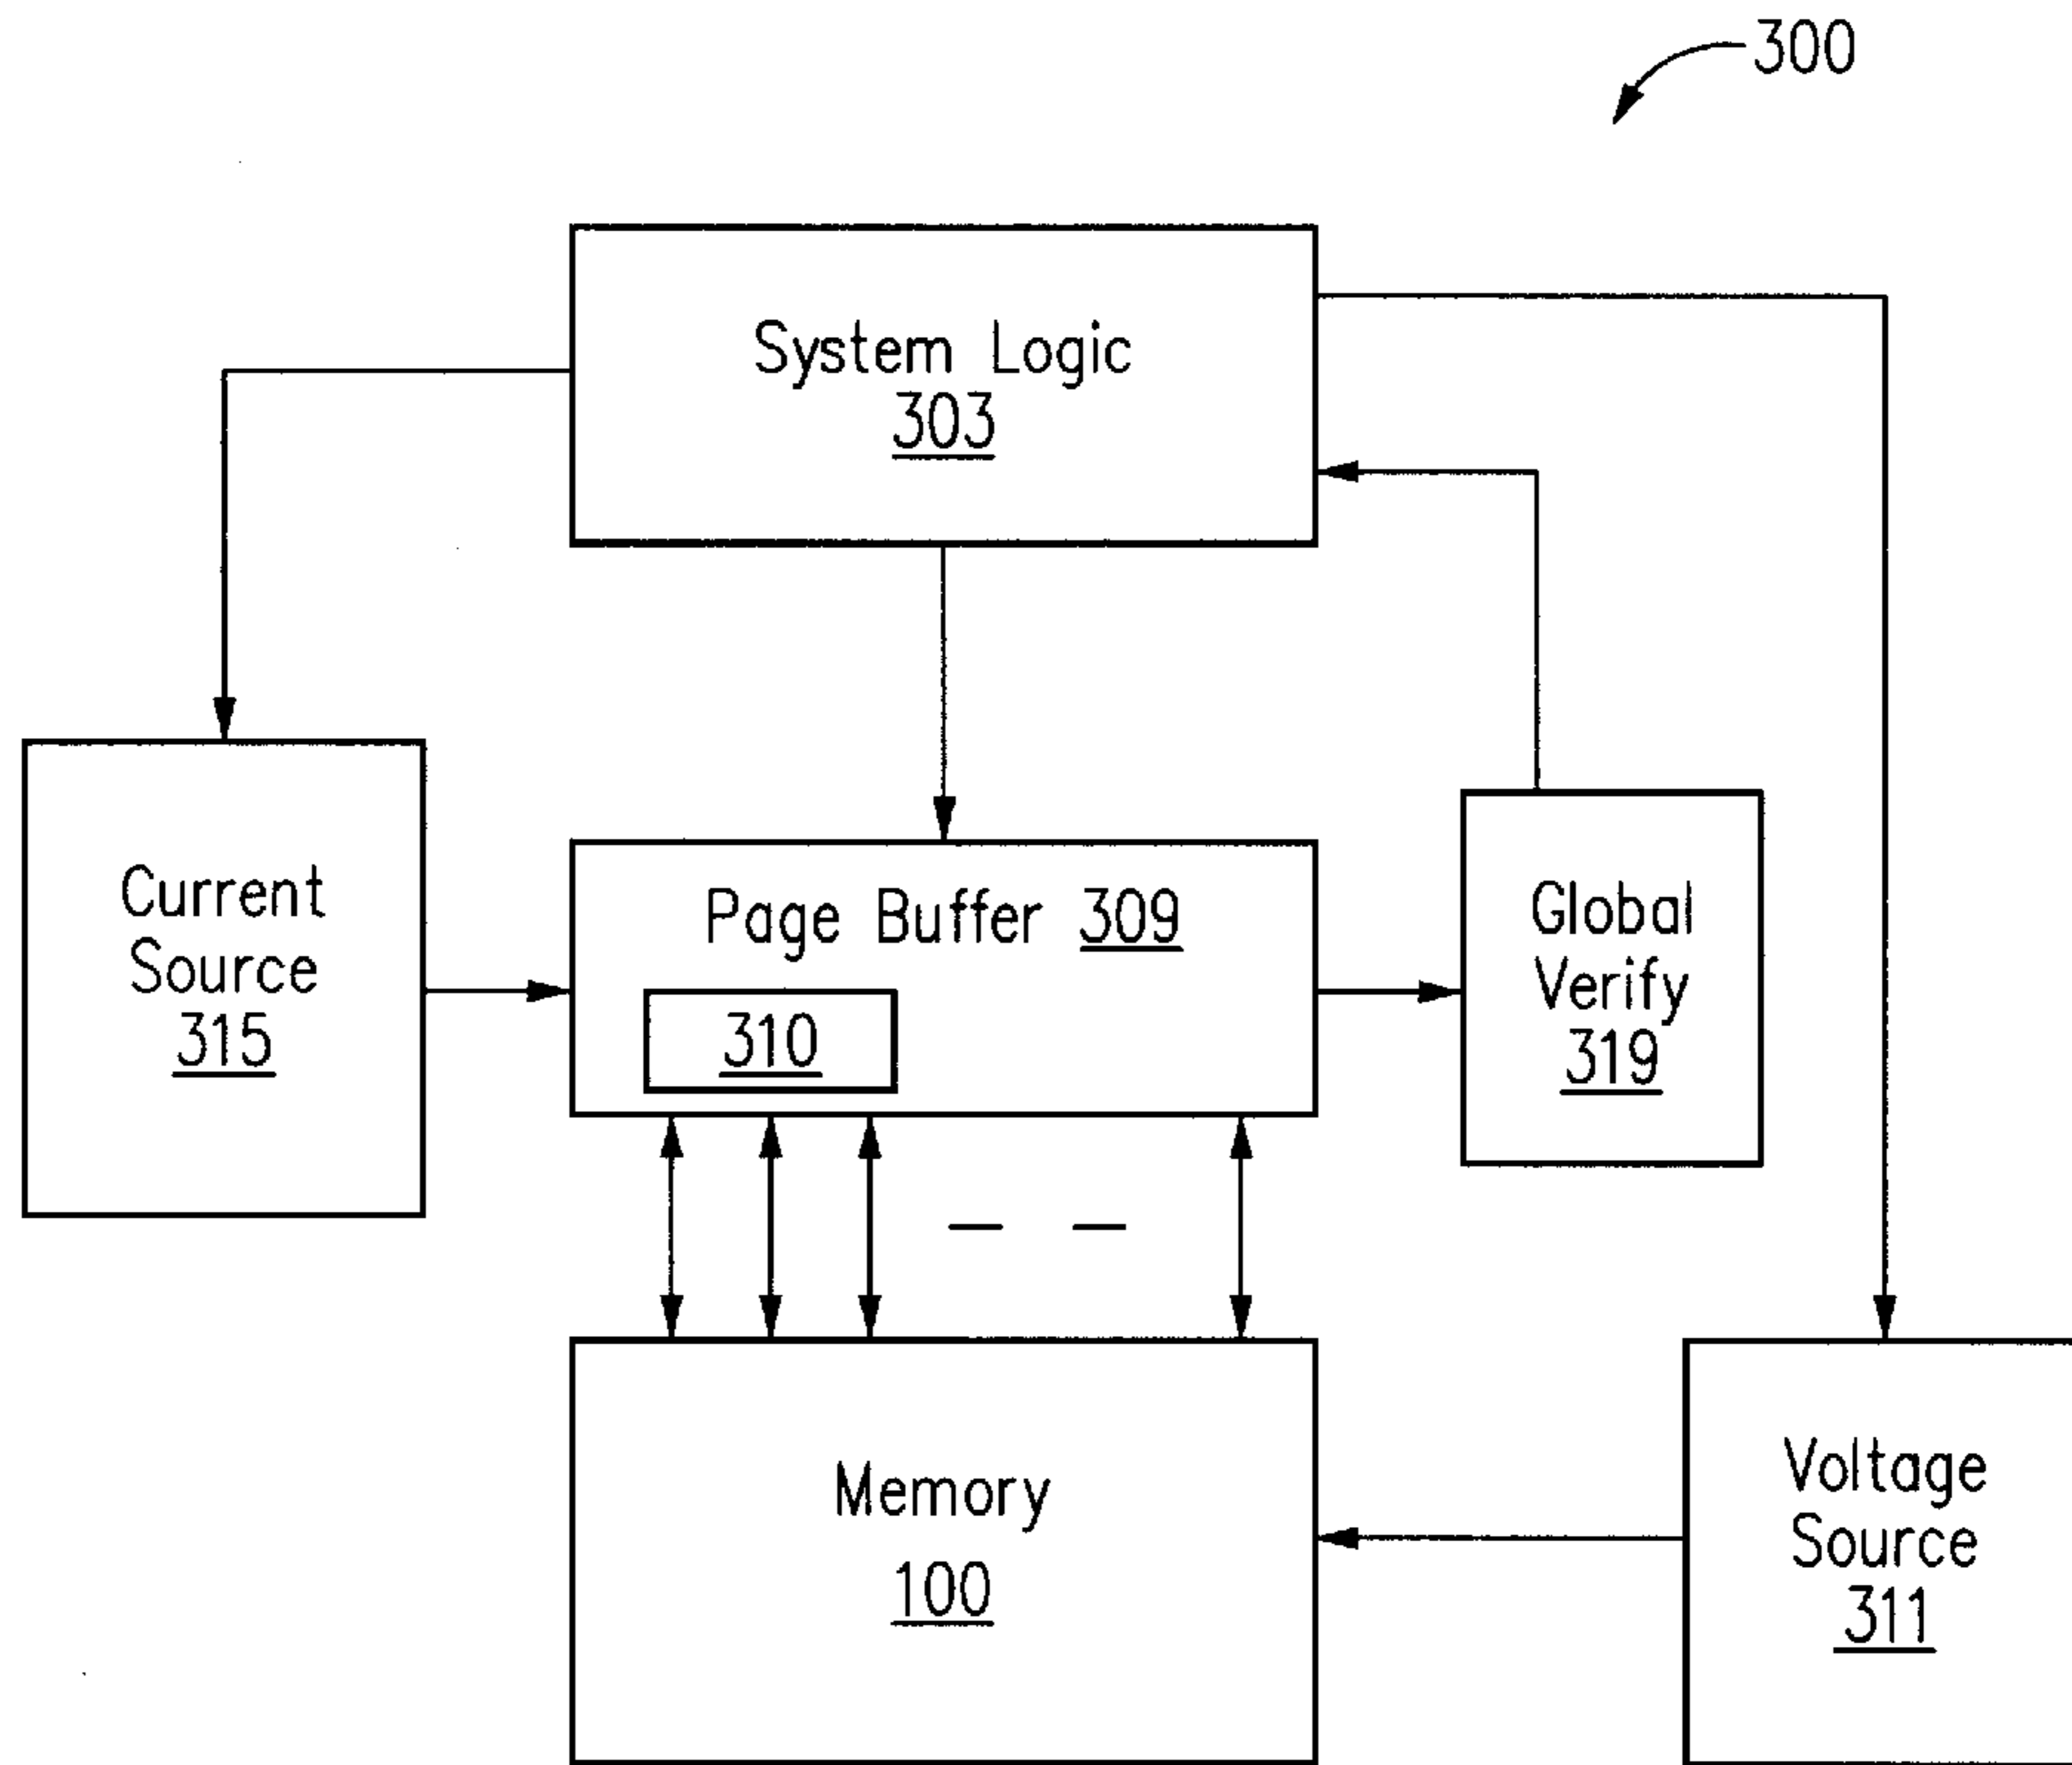 300
System Logic
303
Current
Source
315
Page Buffer 309
310
Global
Verify
319
Memory
100
Voltage
Source
311